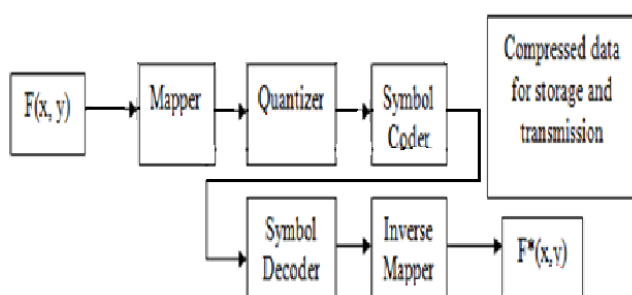 F(x, y)
Mapper
Quantizer
Symbol
Coder
Compressed data
for storage and
transmission
Symbol
Decoder
Inverse
Mapper
F*(x,y)